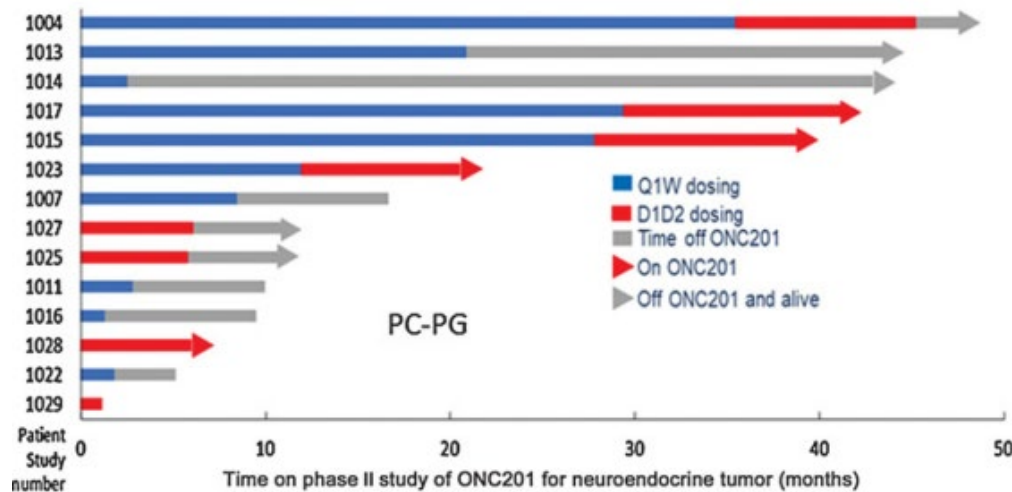 1004
1013
1014
1017
1015
1023
1007
1027
1025
1011
1016
1028
1022
1029
Q1W dosing
D1D2 dosing
Time off ONC201
On ONC201
Off ONC201 and alive
PC-PG
Patient
Study
number
0 10 20 30 40 50
Time on phase II study of ONC201 for neuroendocrine tumor (months)